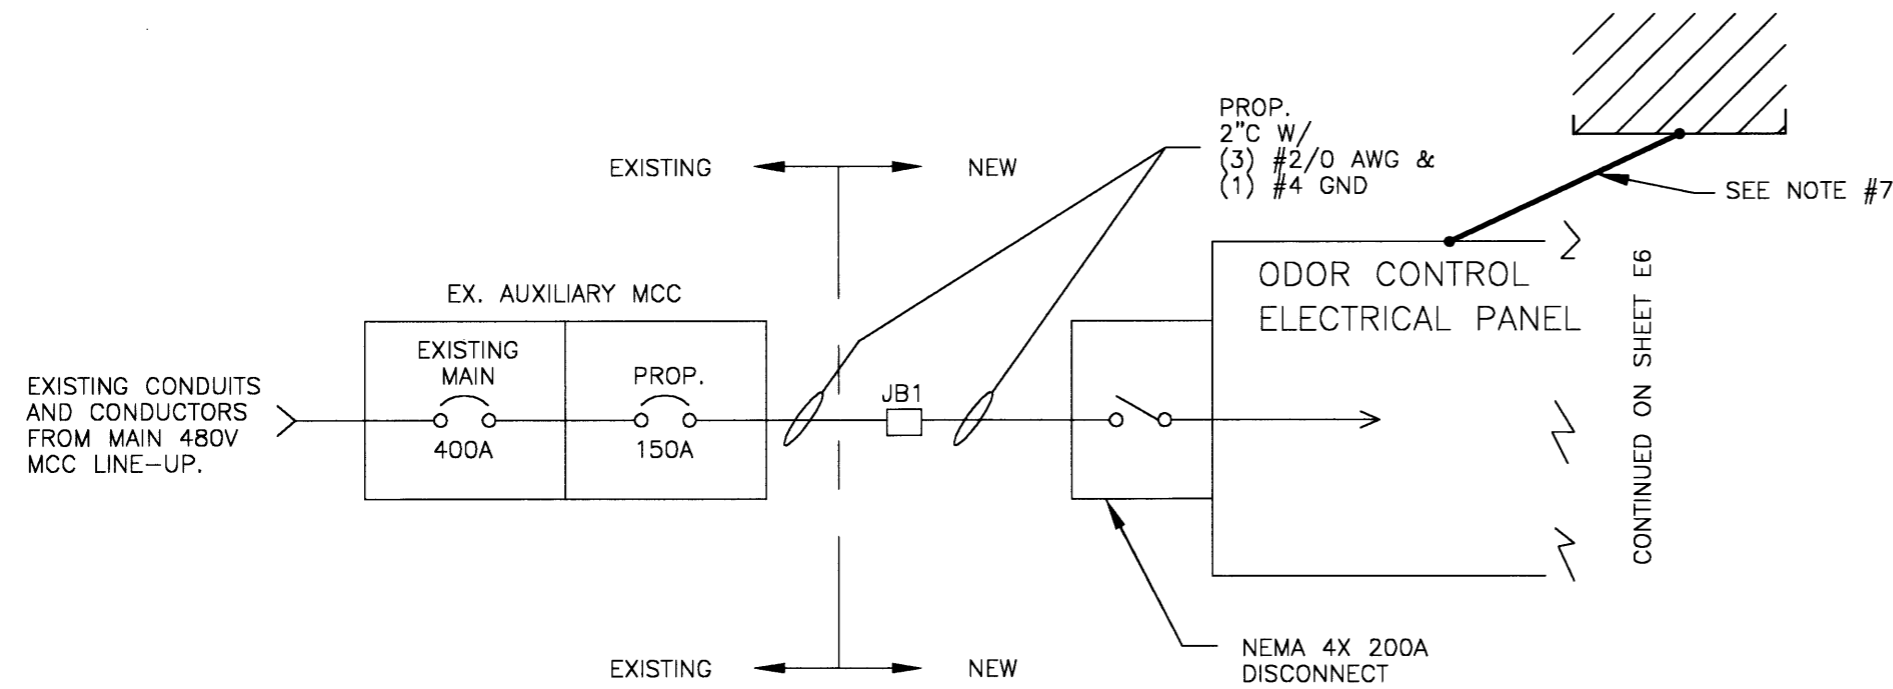 PROP.
2"C W/
(3) #2/0 AWG &
(1) #4 GND
EXISTING
NEW
SEE NOTE #7
ODOR CONTROL
ELECTRICAL PANEL
CONTINUED ON SHEET E6
EX. AUXILIARY MCC
EXISTING
MAIN
400A
PROP.
150A
JB1
EXISTING CONDUITS
AND CONDUCTORS
FROM MAIN 480V
MCC LINE-UP.
NEMA 4X 200A
DISCONNECT
EXISTING
NEW